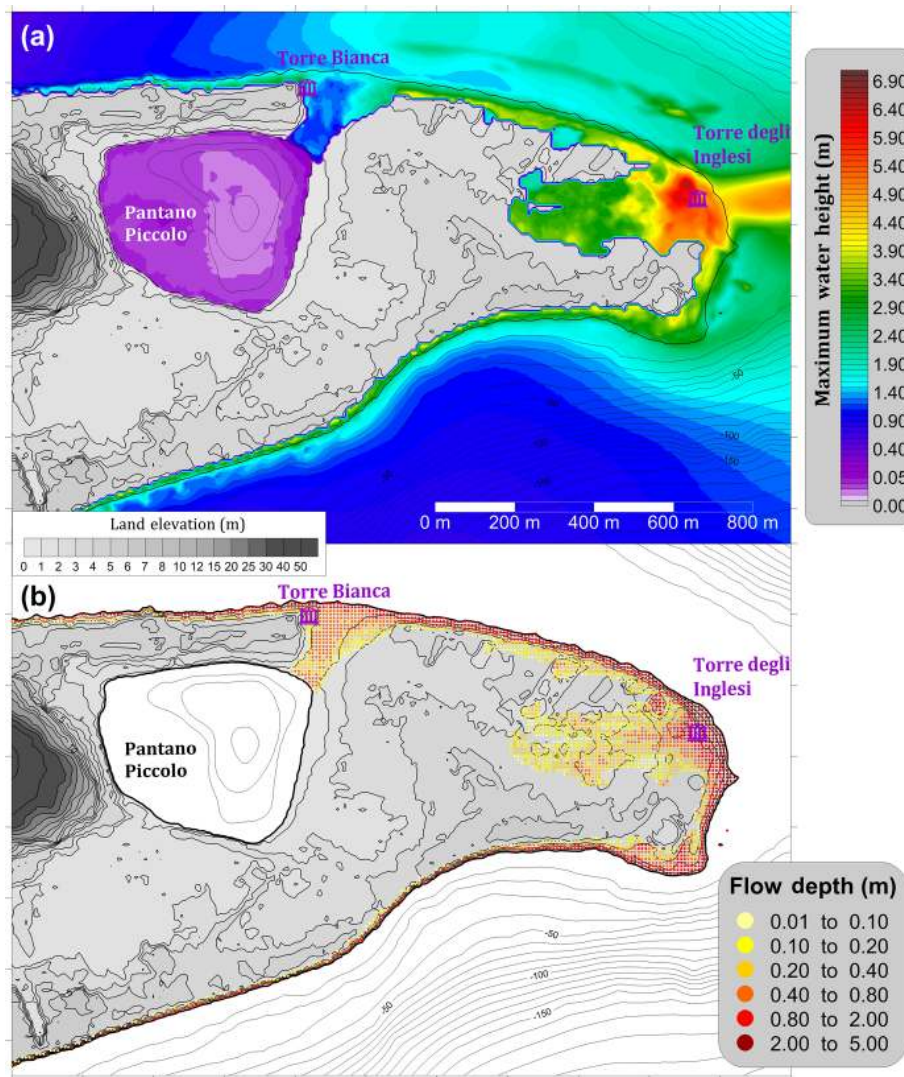 (a)
Torre Bianca
Torre degli
Inglesi
Pantano
Piccolo
-50
-50
-50
-100
-150
0 m 200 m 400 m 600 m 800 m
Maximum water height (m)
6.90
6.40
5.90
5.40
4.90
4.40
3.90
3.40
2.90
2.40
1.90
1.40
0.90
0.40
0.05
0.00
Land elevation (m)
0 1 2 3 4 5 6 7 8 10 12 15 20 25 30 40 50
(b)
Torre Bianca
Torre degli
Inglesi
Pantano
Piccolo
-50
-50
-100
-150
Flow depth (m)
0.01 to 0.10
0.10 to 0.20
0.20 to 0.40
0.40 to 0.80
0.80 to 2.00
2.00 to 5.00